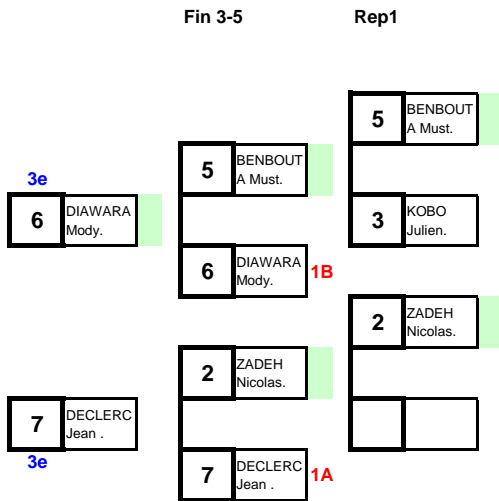 Fin 3-5 Rep1
5 BENBOUT
A Must.
5 BENBOUT
A Must.
3e
6 DIAWARA
Mody.
3 KOBO
Julien.
6 DIAWARA
Mody. 1B
2 ZADEH
Nicolas.
2 ZADEH
Nicolas.
7 DECLERC
Jean .
3e
7 DECLERC
Jean . 1A